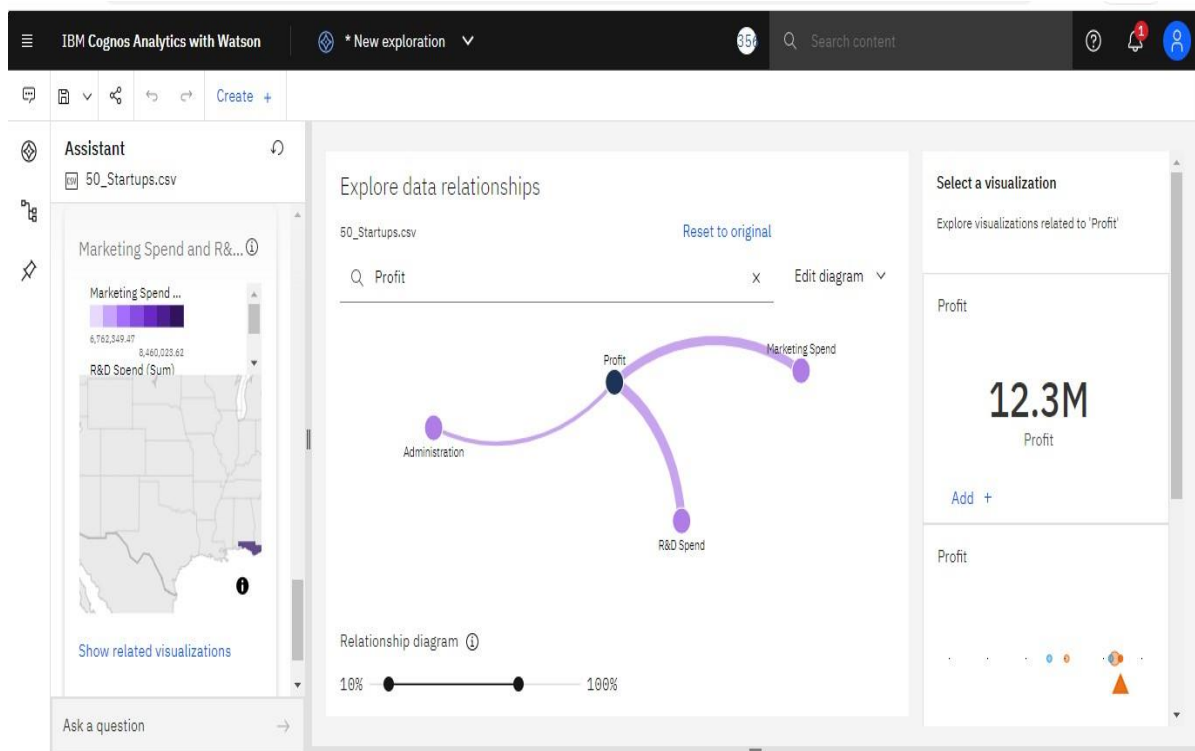 IBM Cognos Analytics with Watson
* New exploration
356
Search content
1
Create +
Assistant
CSV 50_Startups.csv
Marketing Spend and R&...
Marketing Spend ...
6,762,349.47
8,460,023.62
R&D Spend (Sum)
Show related visualizations
Ask a question
Explore data relationships
50_Startups.csv
Reset to original
Profit
x
Edit diagram
Profit
Marketing Spend
Administration
R&D Spend
Relationship diagram
10%
100%
Select a visualization
Explore visualizations related to 'Profit'
Profit
12.3M
Profit
Add +
Profit